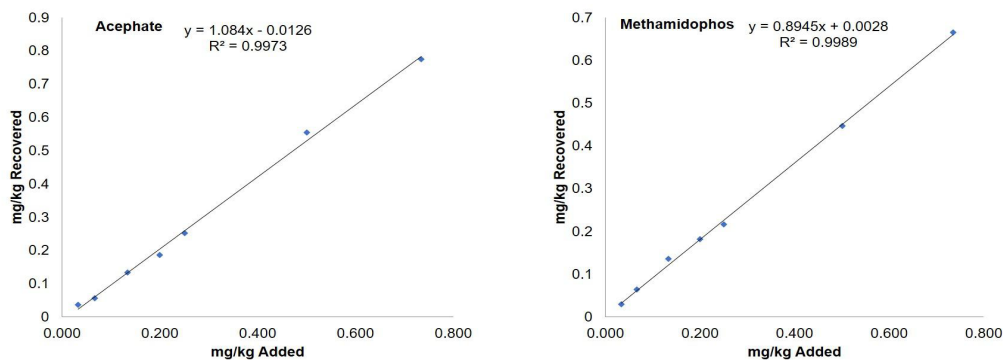 Acephate
y = 1.084x - 0.0126
R² = 0.9973
mg/kg Recovered
0.9
0.8
0.7
0.6
0.5
0.4
0.3
0.2
0.1
0
0.000 0.200 0.400 0.600 0.800
mg/kg Added
Methamidophos
y = 0.8945x + 0.0028
R² = 0.9989
mg/kg Recovered
0.7
0.6
0.5
0.4
0.3
0.2
0.1
0
0.000 0.200 0.400 0.600 0.800
mg/kg Added